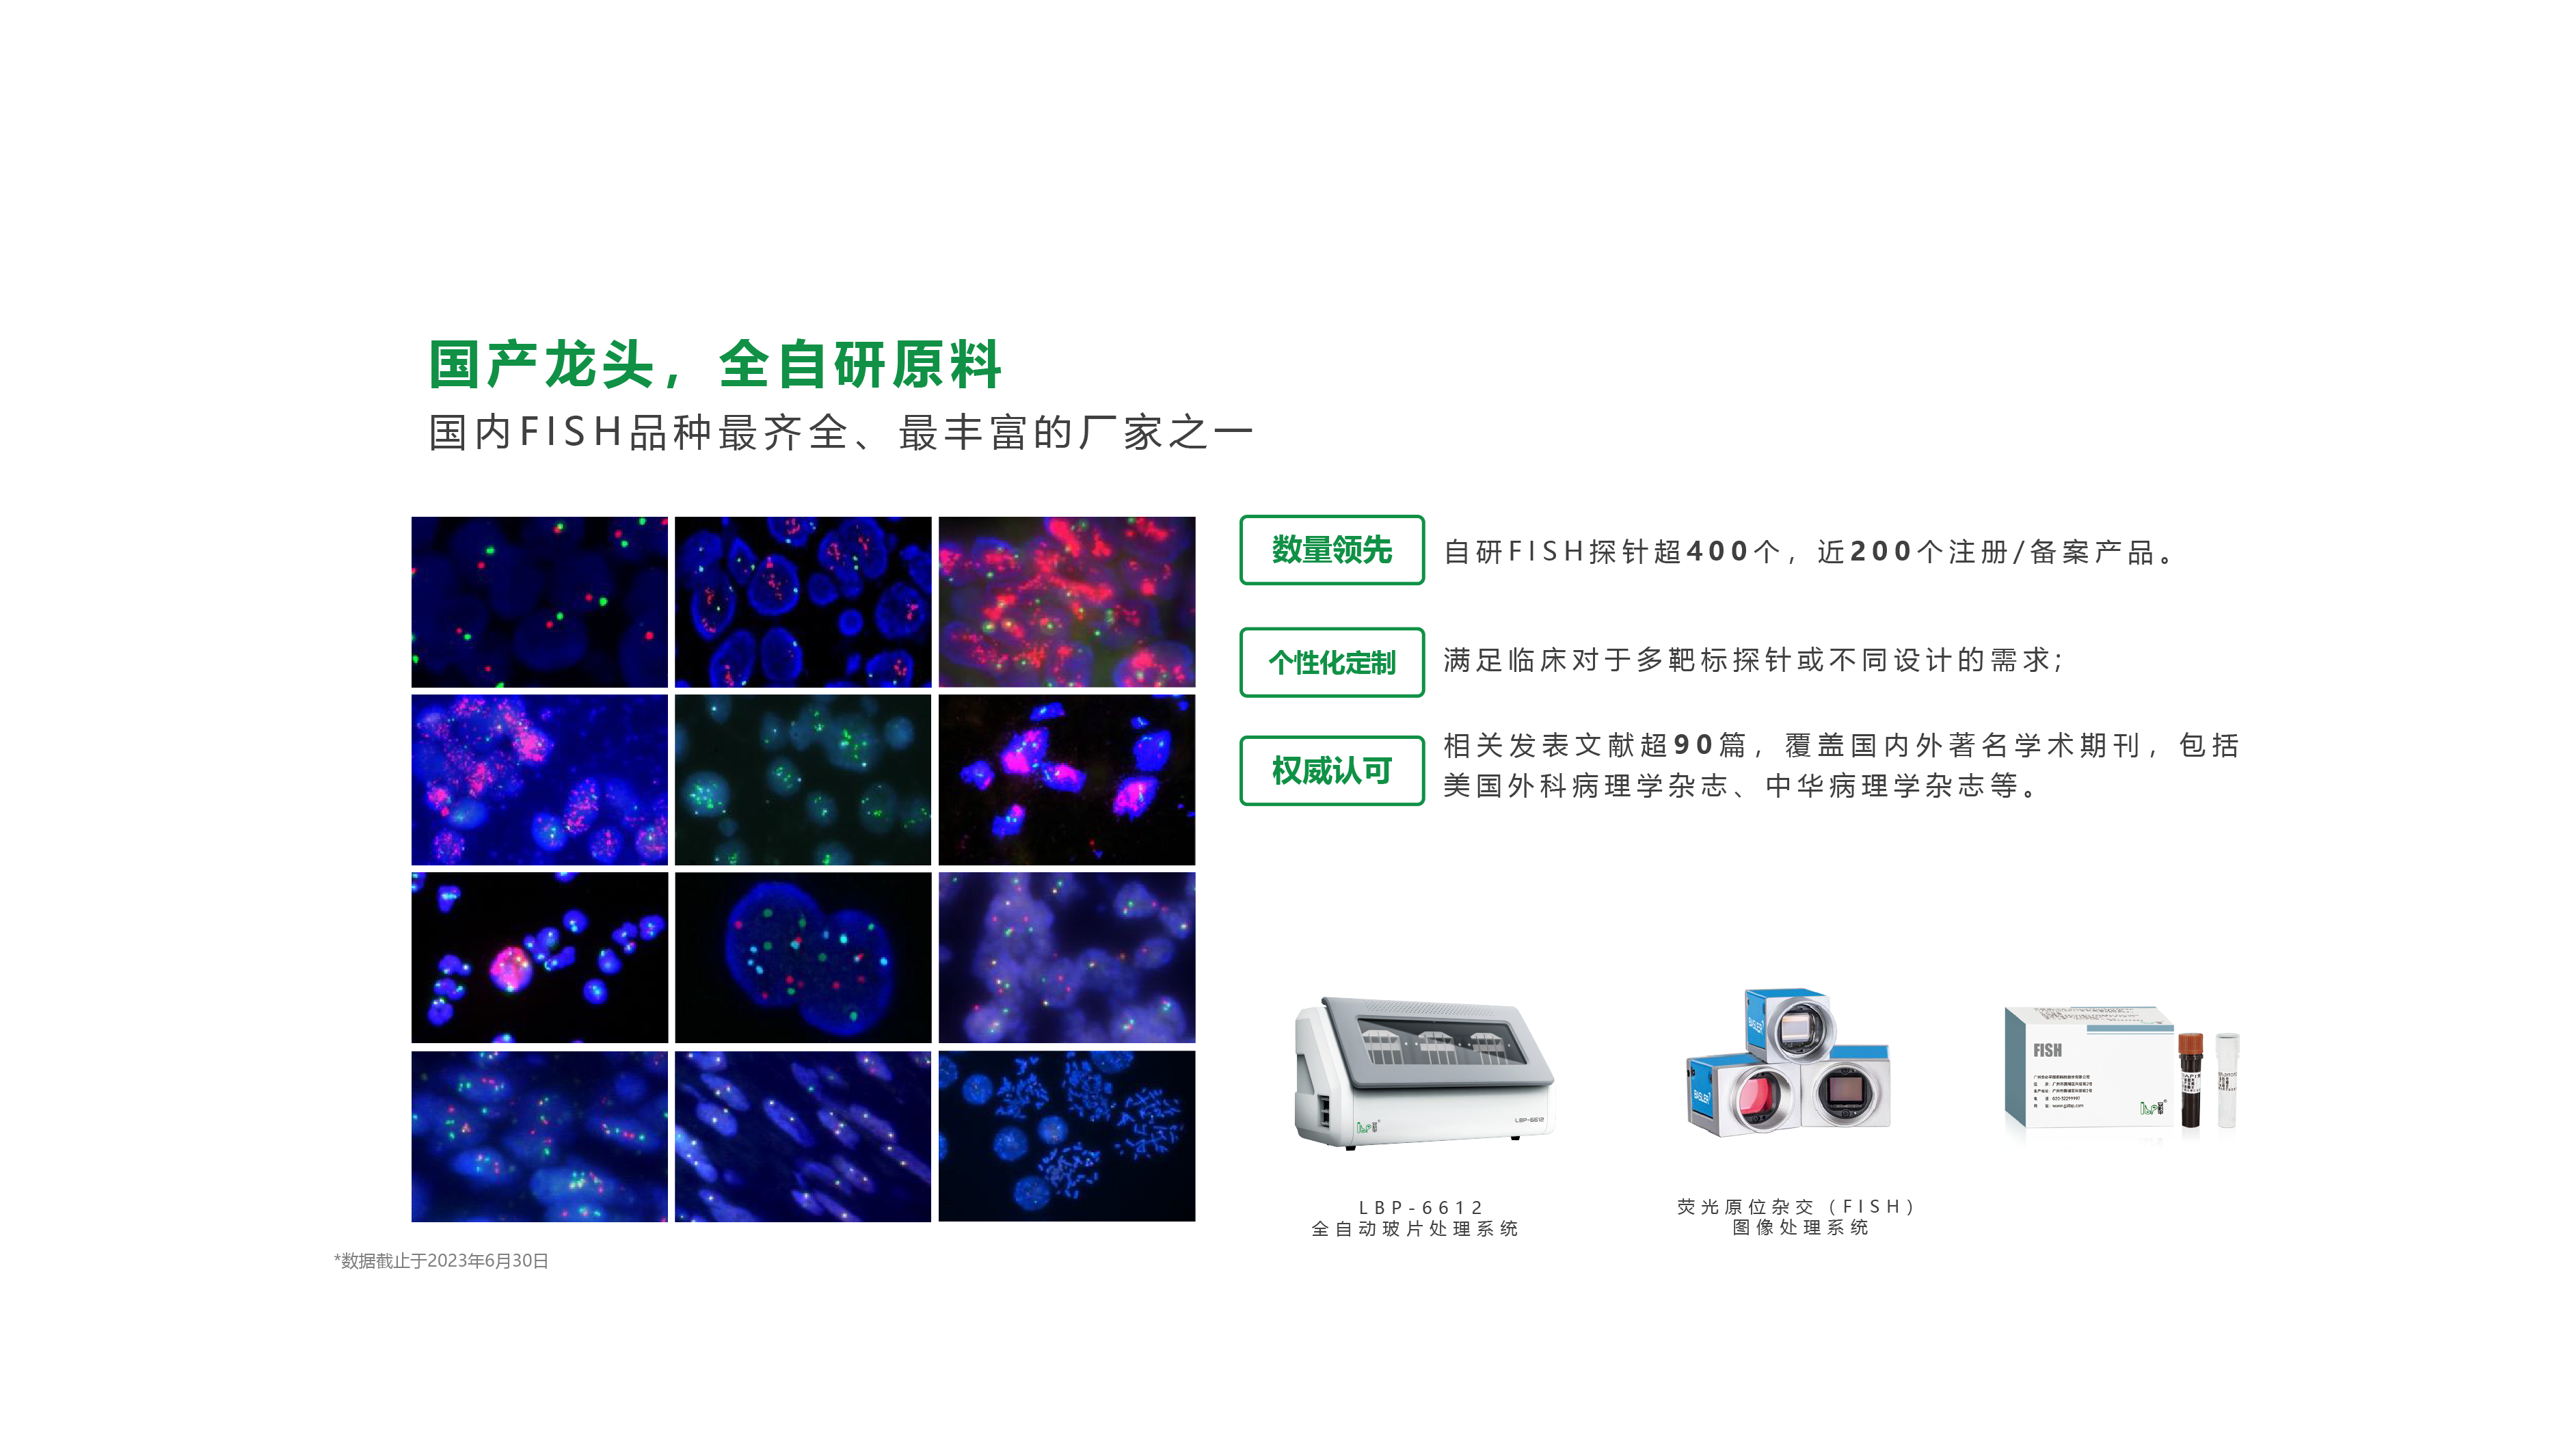 国产龙头，全自研原料
国内FISH品种最齐全、最丰富的厂家之一
数量领先
自研FISH探针超400个，近200个注册/备案产品。
个性化定制
满足临床对于多靶标探针或不同设计的需求;
权威认可
相关发表文献超90篇，覆盖国内外著名学术期刊，包括
美国外科病理学杂志、中华病理学杂志等。
LBP-6612
BASLER
BASLER
FISH
LBP-6612
全自动玻片处理系统
荧光原位杂交（FISH）
图像处理系统
*数据截止于2023年6月30日